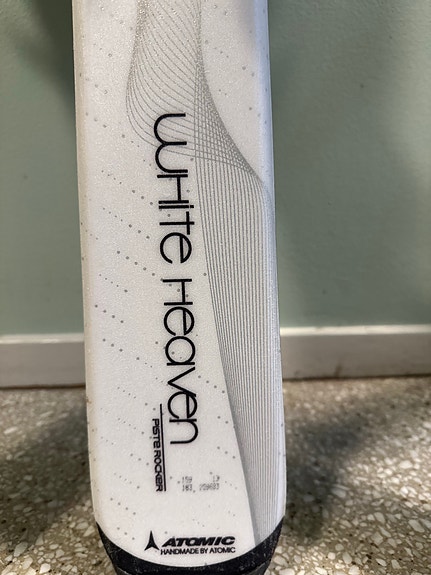 WHITE HEAVEN
PISTE ROCKER
ATOMIC
HANDMADE BY ATOMIC